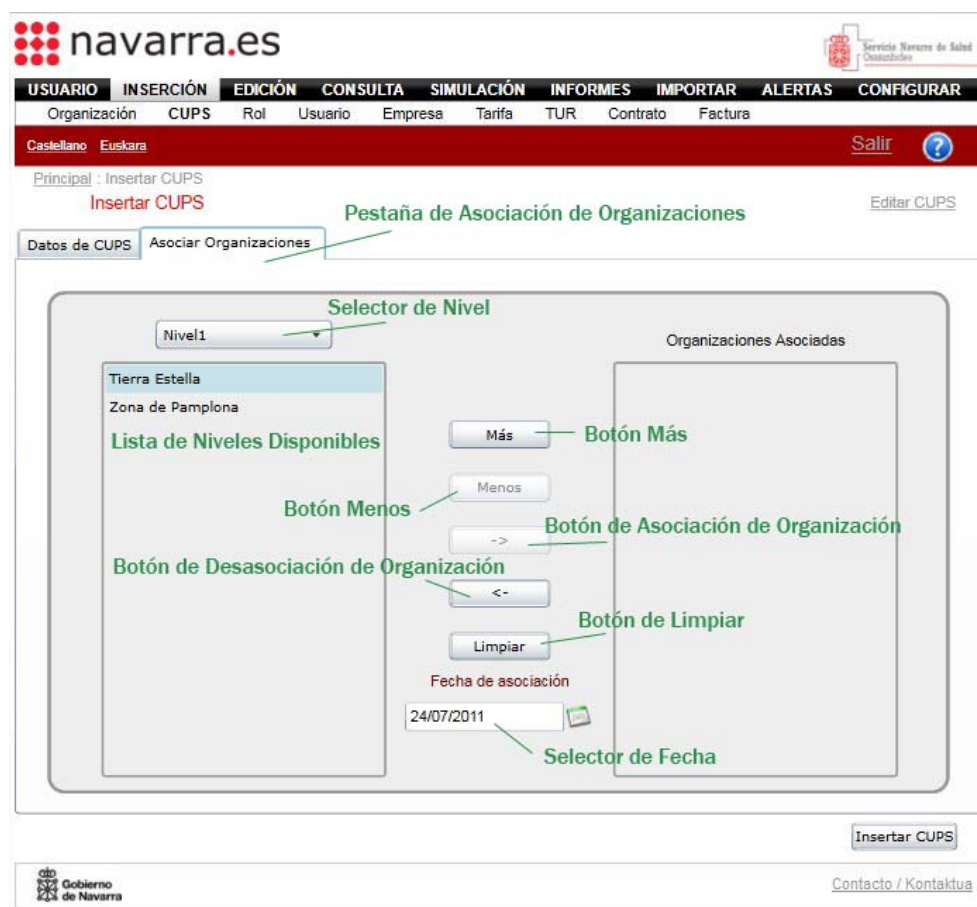 navarra.es
Servicio Navarro de Salud
Osasunbidea
USUARIO INSERCIÓN EDICIÓN CONSULTA SIMULACIÓN INFORMES IMPORTAR ALERTAS CONFIGURAR
Organización CUPS Rol Usuario Empresa Tarifa TUR Contrato Factura
Castellano Euskara Salir ?
Principal : Insertar CUPS
Insertar CUPS Editar CUPS
Pestaña de Asociación de Organizaciones
Datos de CUPS Asociar Organizaciones
Selector de Nivel
Nivel1
Organizaciones Asociadas
Tierra Estella
Zona de Pamplona
Lista de Niveles Disponibles
Más Botón Más
Menos
Botón Menos
Botón de Asociación de Organización
->
Botón de Desasociación de Organización
<-
Botón de Limpiar
Limpiar
Fecha de asociación
24/07/2011
Selector de Fecha
Insertar CUPS
Gobierno
de Navarra
Contacto / Kontaktua